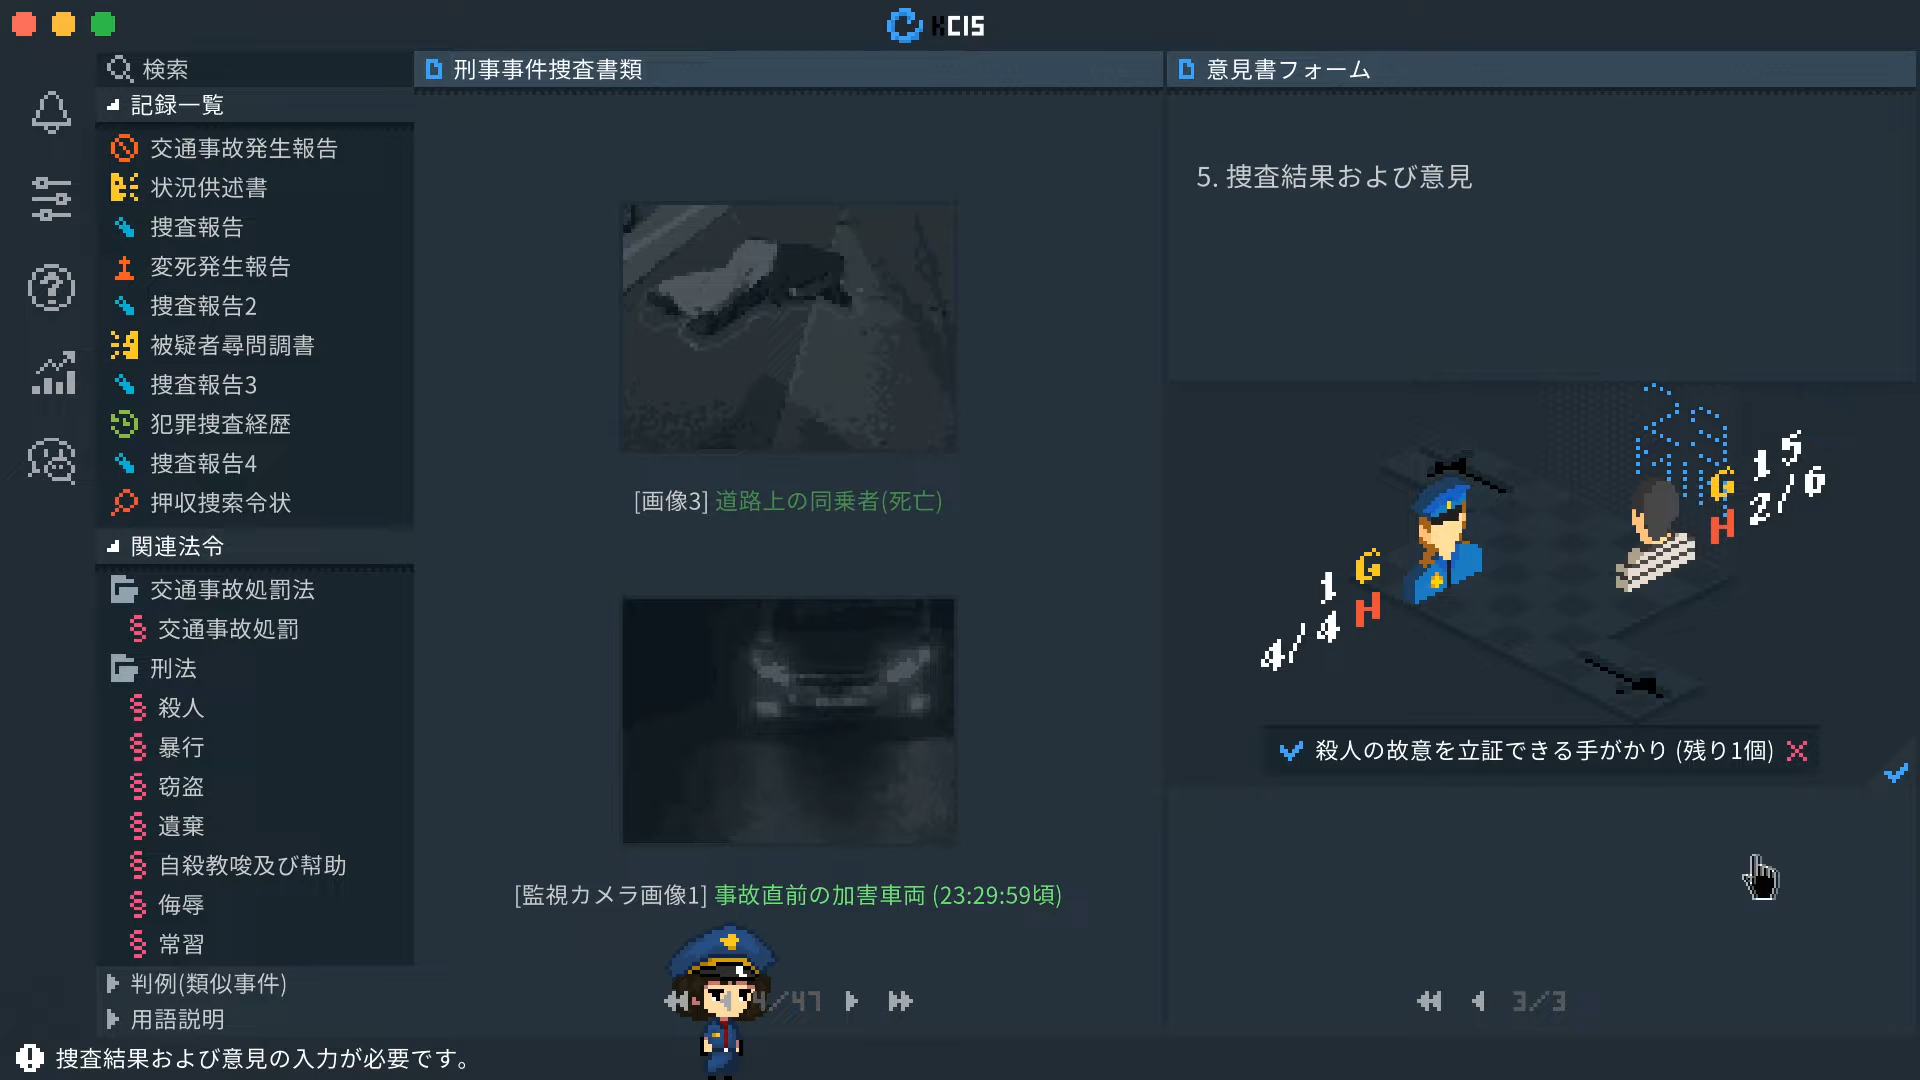 KCIS
検索
記録一覧
交通事故発生報告
状況供述書
捜査報告
変死発生報告
捜査報告2
被疑者尋問調書
捜査報告3
犯罪捜査経歴
捜査報告4
押収捜索令状
関連法令
交通事故処罰法
交通事故処罰
刑法
殺人
暴行
窃盗
遺棄
自殺教唆及び幇助
侮辱
常習
判例(類似事件)
用語説明
刑事事件捜査書類
[画像3] 道路上の同乗者(死亡)
[監視カメラ画像1] 事故直前の加害車両 (23:29:59頃)
4/47
意見書フォーム
5. 捜査結果および意見
G 15
H 2/6
G 1
H 4/4
殺人の故意を立証できる手がかり (残り1個)
3/3
捜査結果および意見の入力が必要です。